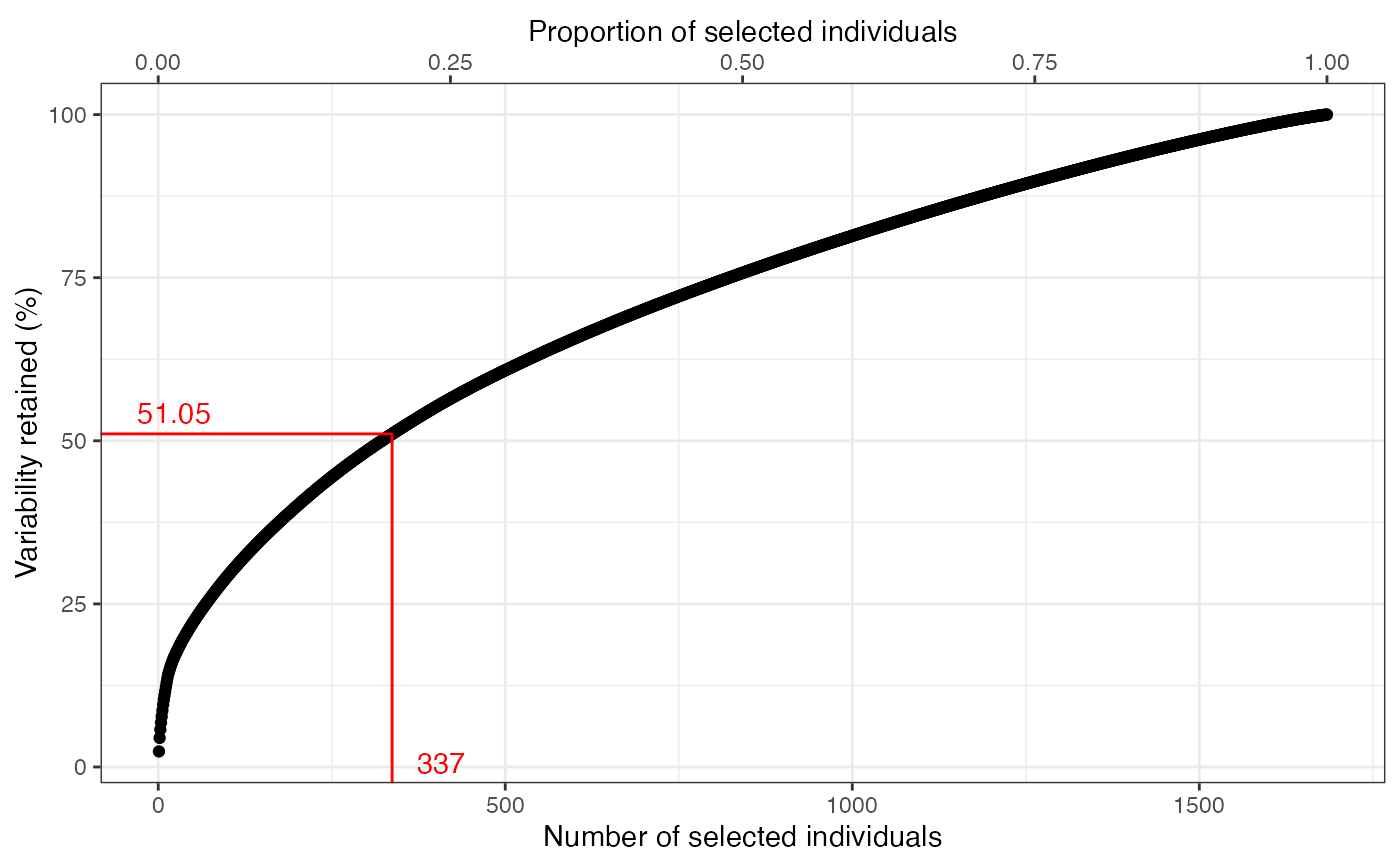 Proportion of selected individuals
0.00 0.25 0.50 0.75 1.00
100
75
50
25
0
Variability retained (%)
51.05
337
0 500 1000 1500
Number of selected individuals